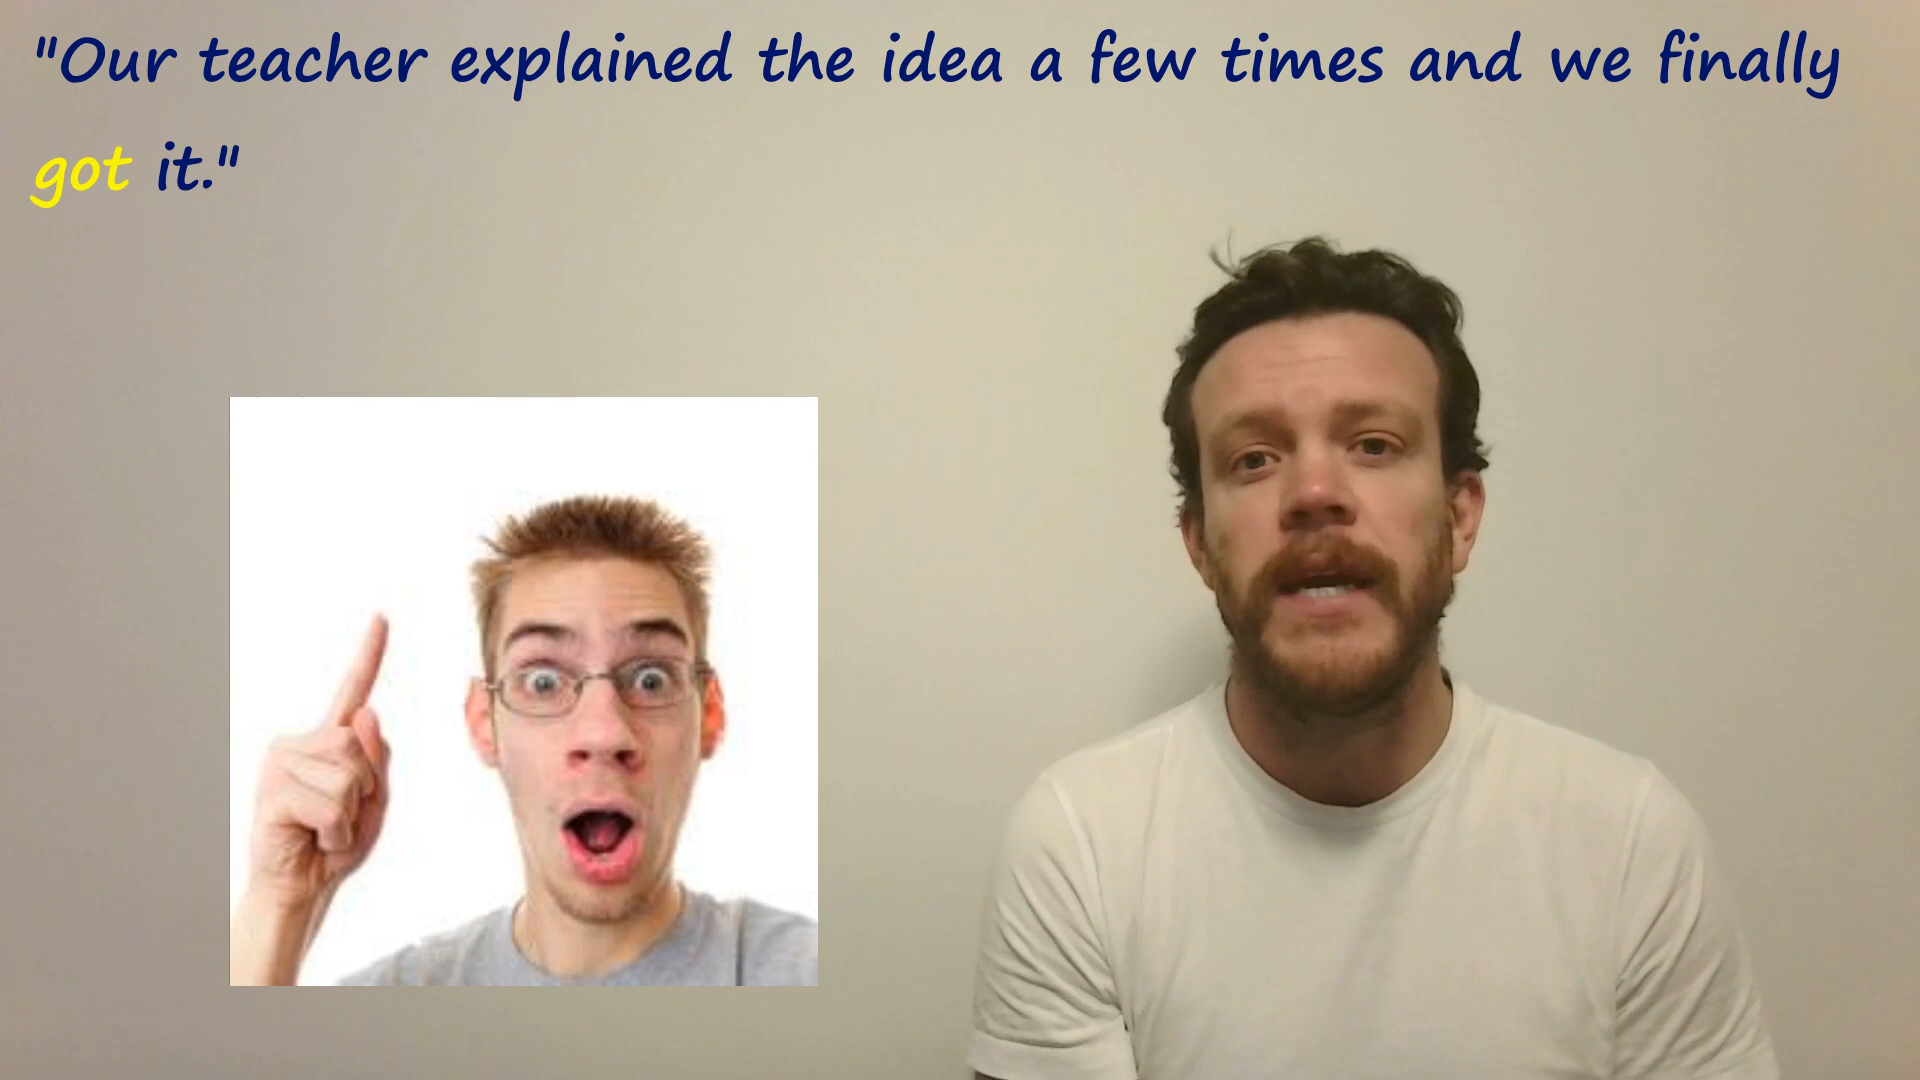 "Our teacher explained the idea a few times and we finally
got it."